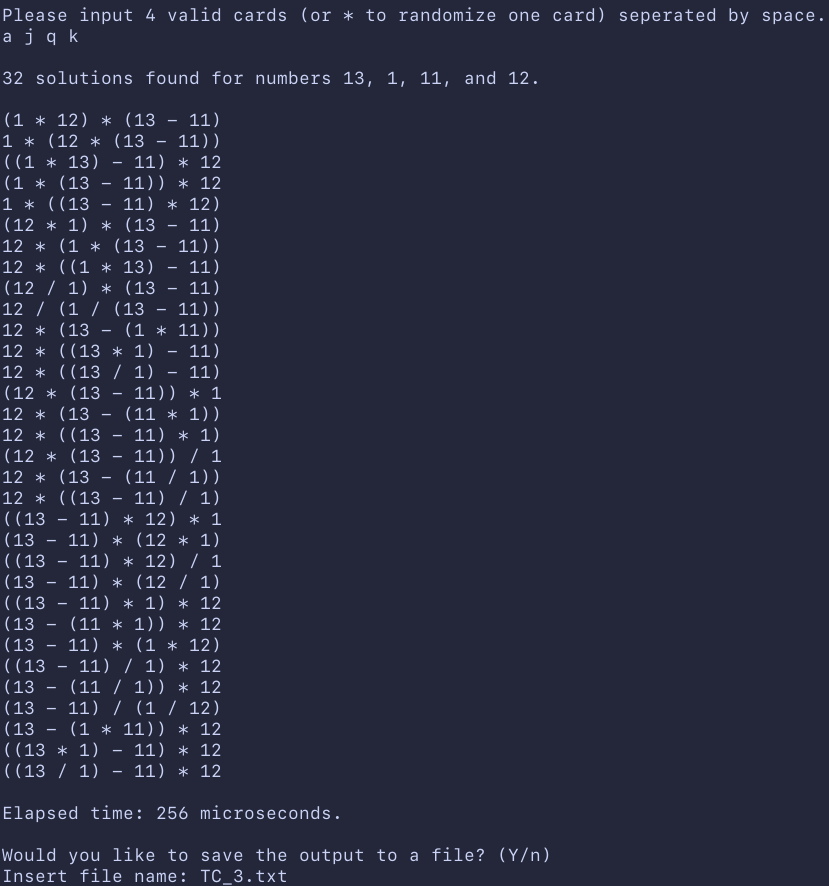 Please input 4 valid cards (or * to randomize one card) seperated by space.
a j q k
32 solutions found for numbers 13, 1, 11, and 12.
(1 * 12) * (13 - 11)
1 * (12 * (13 - 11))
((1 * 13) - 11) * 12
(1 * (13 - 11)) * 12
1 * ((13 - 11) * 12)
(12 * 1) * (13 - 11)
12 * (1 * (13 - 11))
12 * ((1 * 13) - 11)
(12 / 1) * (13 - 11)
12 / (1 / (13 - 11))
12 * (13 - (1 * 11))
12 * ((13 * 1) - 11)
12 * ((13 / 1) - 11)
(12 * (13 - 11)) * 1
12 * (13 - (11 * 1))
12 * ((13 - 11) * 1)
(12 * (13 - 11)) / 1
12 * (13 - (11 / 1))
12 * ((13 - 11) / 1)
((13 - 11) * 12) * 1
(13 - 11) * (12 * 1)
((13 - 11) * 12) / 1
(13 - 11) * (12 / 1)
((13 - 11) * 1) * 12
(13 - (11 * 1)) * 12
(13 - 11) * (1 * 12)
((13 - 11) / 1) * 12
(13 - (11 / 1)) * 12
(13 - 11) / (1 / 12)
(13 - (1 * 11)) * 12
((13 * 1) - 11) * 12
((13 / 1) - 11) * 12
Elapsed time: 256 microseconds.
Would you like to save the output to a file? (Y/n)
Insert file name: TC_3.txt